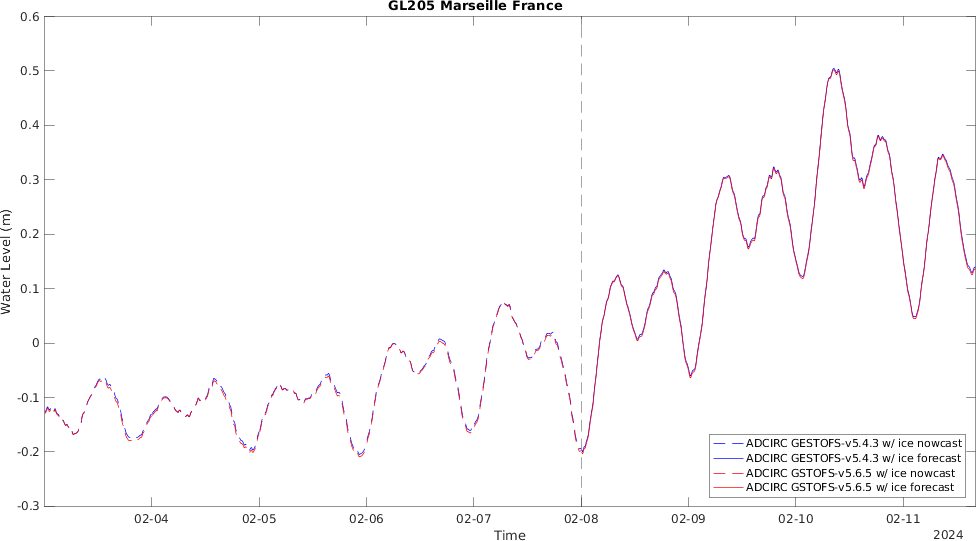 GL205 Marseille France
0.6
0.5
0.4
0.3
0.2
0.1
0
-0.1
-0.2
-0.3
Water Level (m)
02-04 02-05 02-06 02-07 02-08 02-09 02-10 02-11
Time
2024
ADCIRC GESTOFS-v5.4.3 w/ ice nowcast
ADCIRC GESTOFS-v5.4.3 w/ ice forecast
ADCIRC GSTOFS-v5.6.5 w/ ice nowcast
ADCIRC GSTOFS-v5.6.5 w/ ice forecast